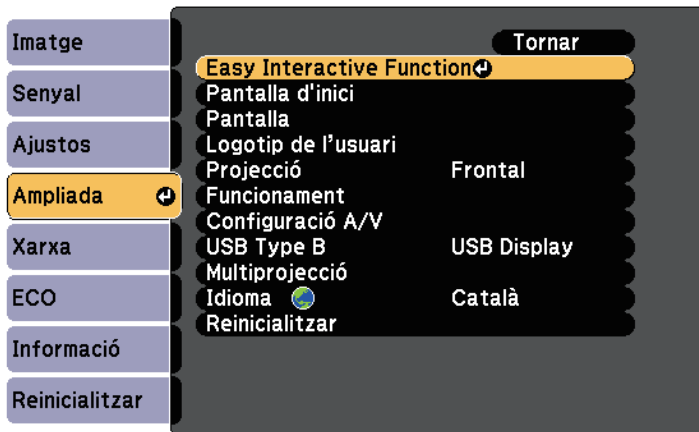 Imatge
Senyal
Ajustos
Ampliada
Xarxa
ECO
Informació
Reinicialitzar
Tornar
Easy Interactive Function
Pantalla d'inici
Pantalla
Logotip de l’usuari
Projecció Frontal
Funcionament
Configuració A/V
USB Type B USB Display
Multiprojecció
Idioma Català
Reinicialitzar